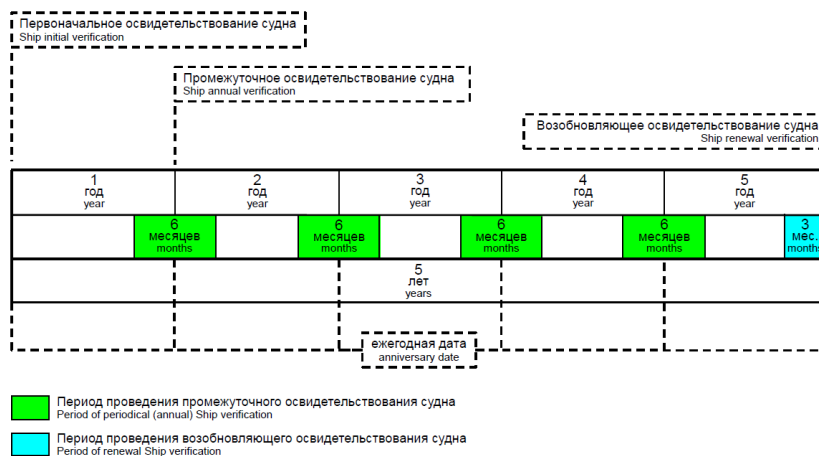 Первоначальное освидетельствование судна
Ship initial verification
Промежуточное освидетельствование судна
Ship annual verification
Возобновляющее освидетельствование судна
Ship renewal verification
1
год
year
2
год
year
3
год
year
4
год
year
5
год
year
6
месяцев
months
6
месяцев
months
6
месяцев
months
6
месяцев
months
3
мес.
months
5
лет
years
ежегодная дата
anniversary date
Период проведения промежуточного освидетельствования судна
Period of periodical (annual) Ship verification
Период проведения возобновляющего освидетельствования судна
Period of renewal Ship verification